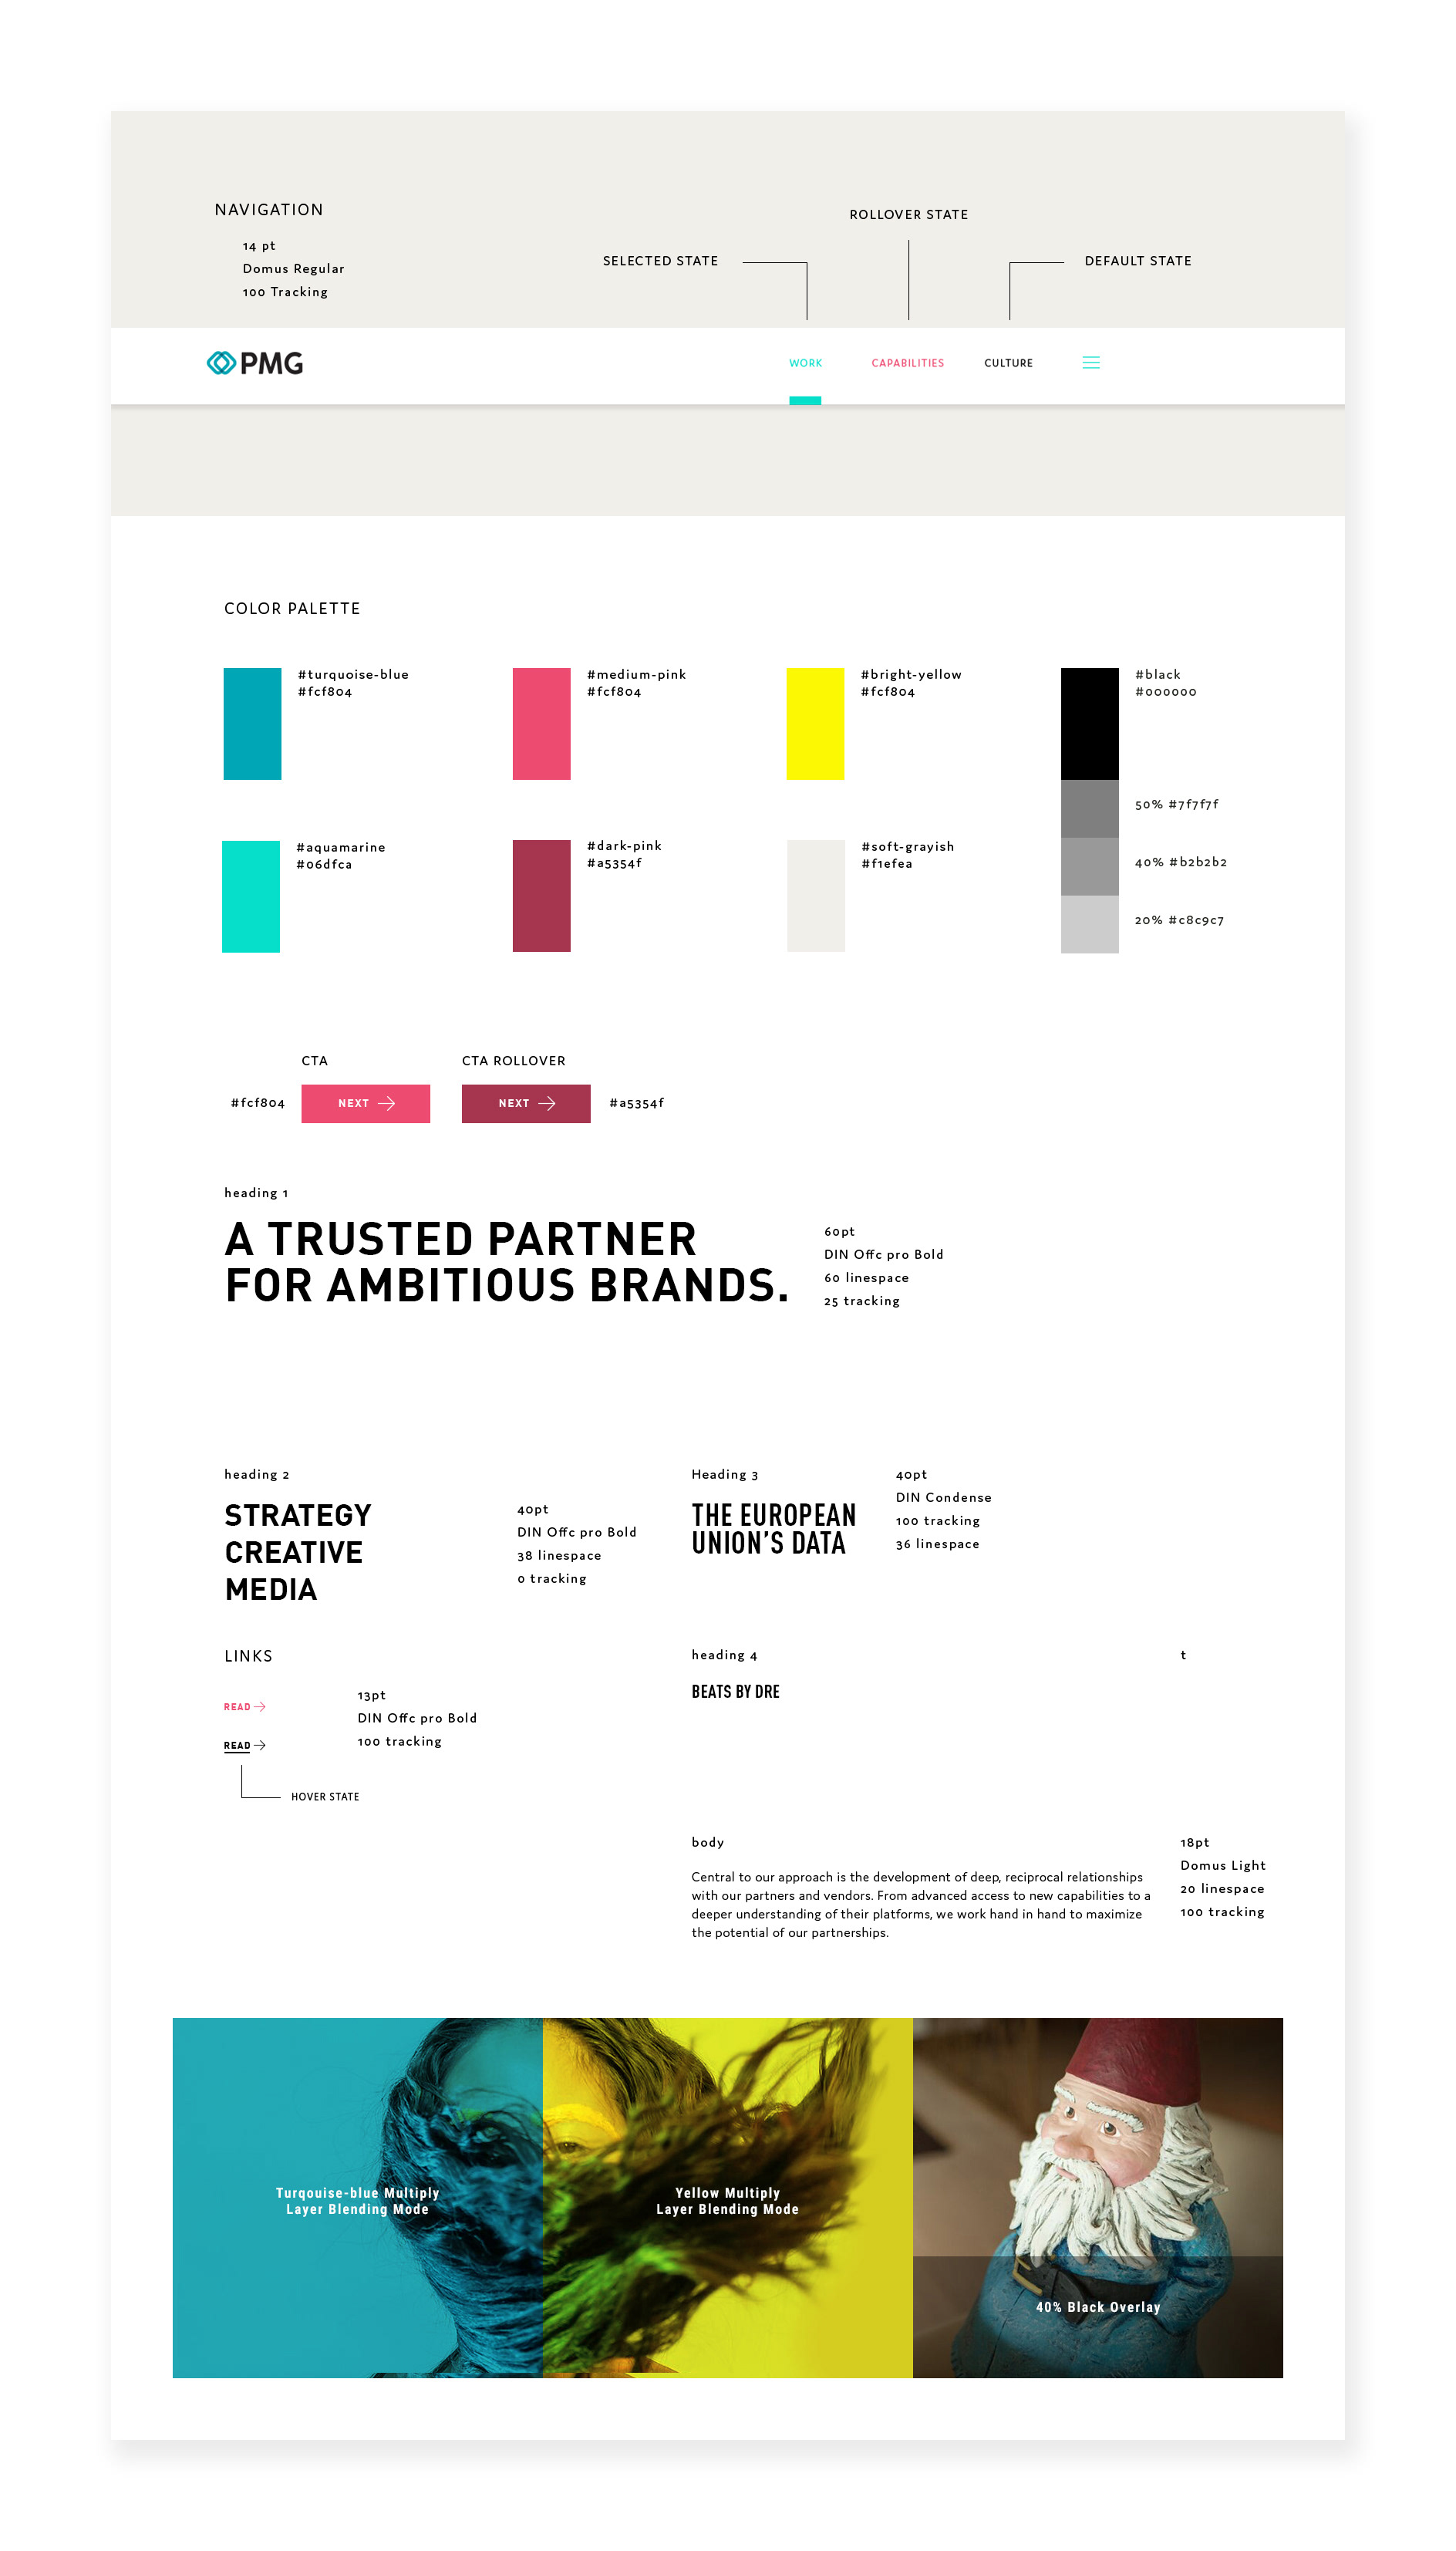 NAVIGATION
14 pt
Domus Regular
100 Tracking
ROLLOVER STATE
SELECTED STATE
DEFAULT STATE
PMG
WORK
CAPABILITIES
CULTURE
COLOR PALETTE
#turquoise-blue
#fcf804
#medium-pink
#fcf804
#bright-yellow
#fcf804
#black
#000000
50% #7f7f7f
40% #b2b2b2
20% #c8c9c7
#aquamarine
#06dfca
#dark-pink
#a5354f
#soft-grayish
#f1efea
CTA
CTA ROLLOVER
#fcf804
NEXT
NEXT
#a5354f
heading 1
A TRUSTED PARTNER
FOR AMBITIOUS BRANDS.
60pt
DIN Offc pro Bold
60 linespace
25 tracking
heading 2
STRATEGY
CREATIVE
MEDIA
40pt
DIN Offc pro Bold
38 linespace
0 tracking
Heading 3
THE EUROPEAN
UNION'S DATA
40pt
DIN Condense
100 tracking
36 linespace
LINKS
READ
READ
13pt
DIN Offc pro Bold
100 tracking
HOVER STATE
heading 4
t
BEATS BY DRE
body
Central to our approach is the development of deep, reciprocal relationships
with our partners and vendors. From advanced access to new capabilities to a
deeper understanding of their platforms, we work hand in hand to maximize
the potential of our partnerships.
18pt
Domus Light
20 linespace
100 tracking
Turqouise-blue Multiply
Layer Blending Mode
Yellow Multiply
Layer Blending Mode
40% Black Overlay